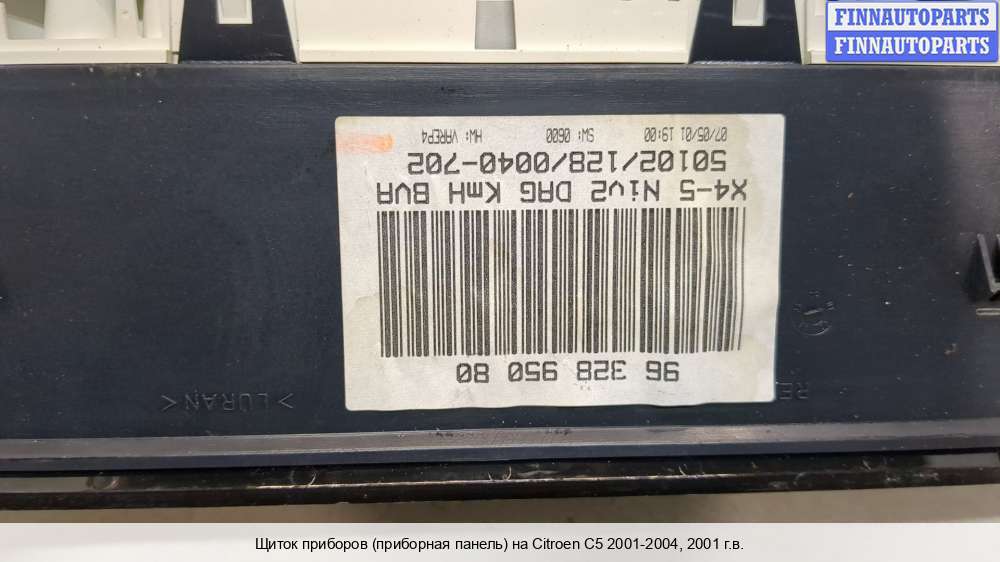 FINNAUTOPARTS
FINNAUTOPARTS
96 328 950 80
X4-5 Niv2 DAG KmH BVA
50102/128/0040-702
07/05/01 19:00 SW: 0600 HW: VAREP4
>LURAN<
Щиток приборов (приборная панель) на Citroen C5 2001-2004, 2001 г.в.